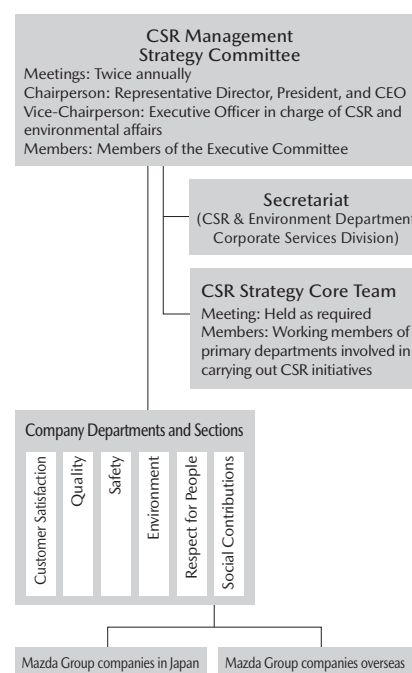 CSR Management
Strategy Committee
Meetings: Twice annually
Chairperson: Representative Director, President, and CEO
Vice-Chairperson: Executive Officer in charge of CSR and
environmental affairs
Members: Members of the Executive Committee
Secretariat
(CSR & Environment Department
Corporate Services Division)
CSR Strategy Core Team
Meeting: Held as required
Members: Working members of
primary departments involved in
carrying out CSR initiatives
Company Departments and Sections
Customer Satisfaction
Quality
Safety
Environment
Respect for People
Social Contributions
Mazda Group companies in Japan
Mazda Group companies overseas